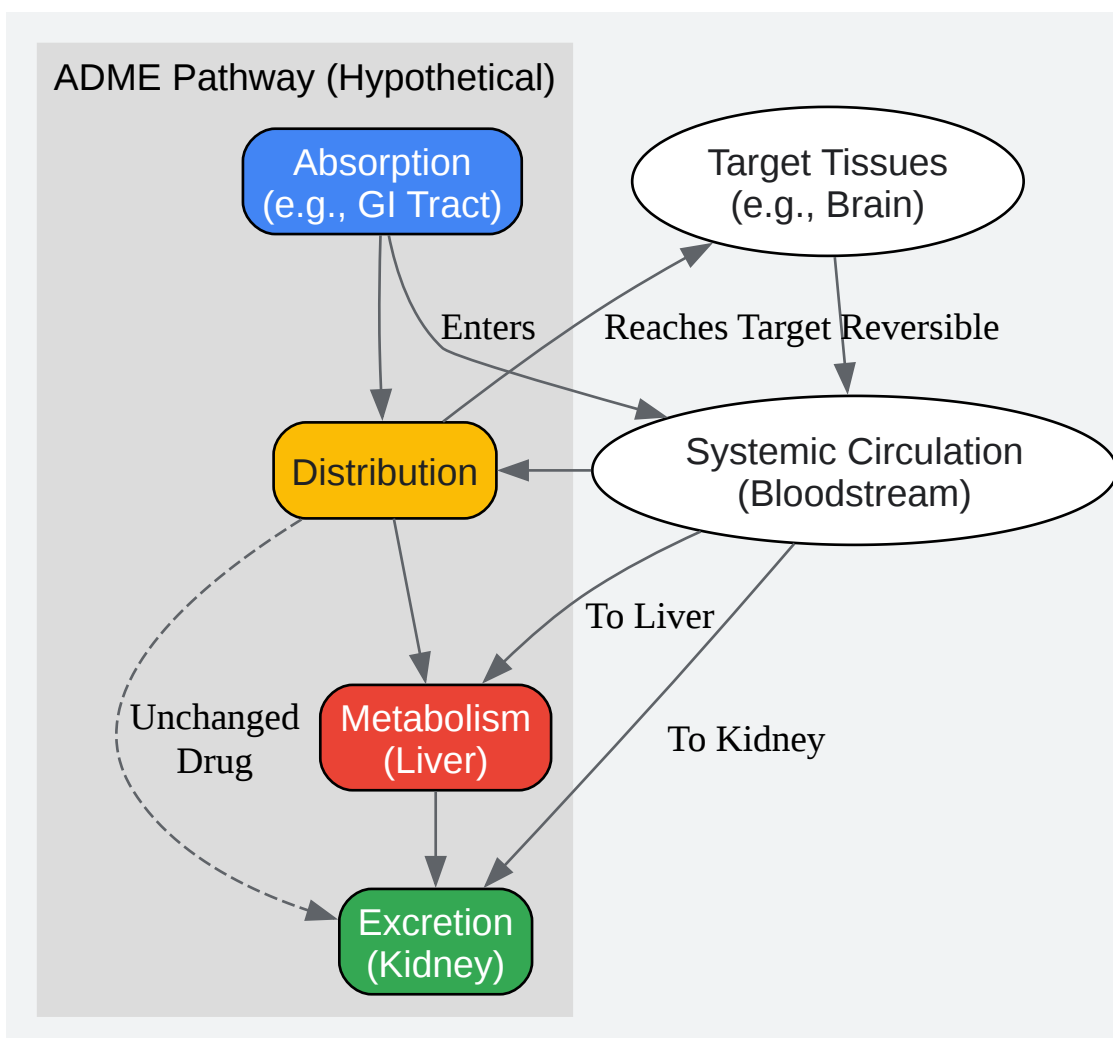 ADME Pathway (Hypothetical)
Absorption
(e.g., GI Tract)
Target Tissues
(e.g., Brain)
Enters
Reaches Target
Reversible
Distribution
Systemic Circulation
(Bloodstream)
To Liver
Unchanged
Drug
Metabolism
(Liver)
To Kidney
Excretion
(Kidney)